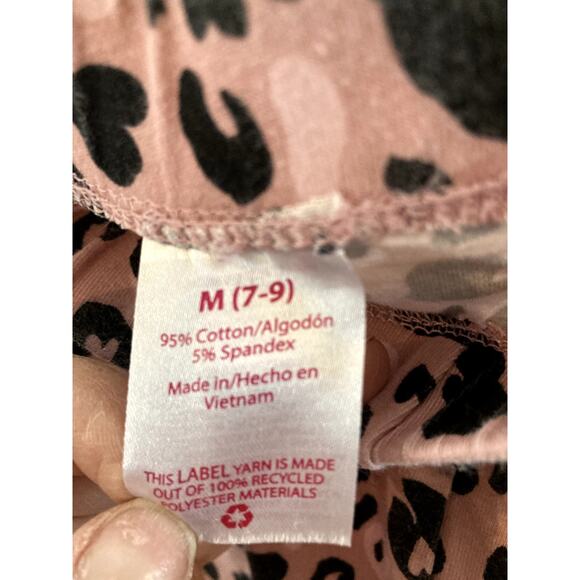 M (7-9)
95% Cotton/Algodón
5% Spandex
Made in/Hecho en
Vietnam
THIS LABEL YARN IS MADE
OUT OF 100% RECYCLED
POLYESTER MATERIALS